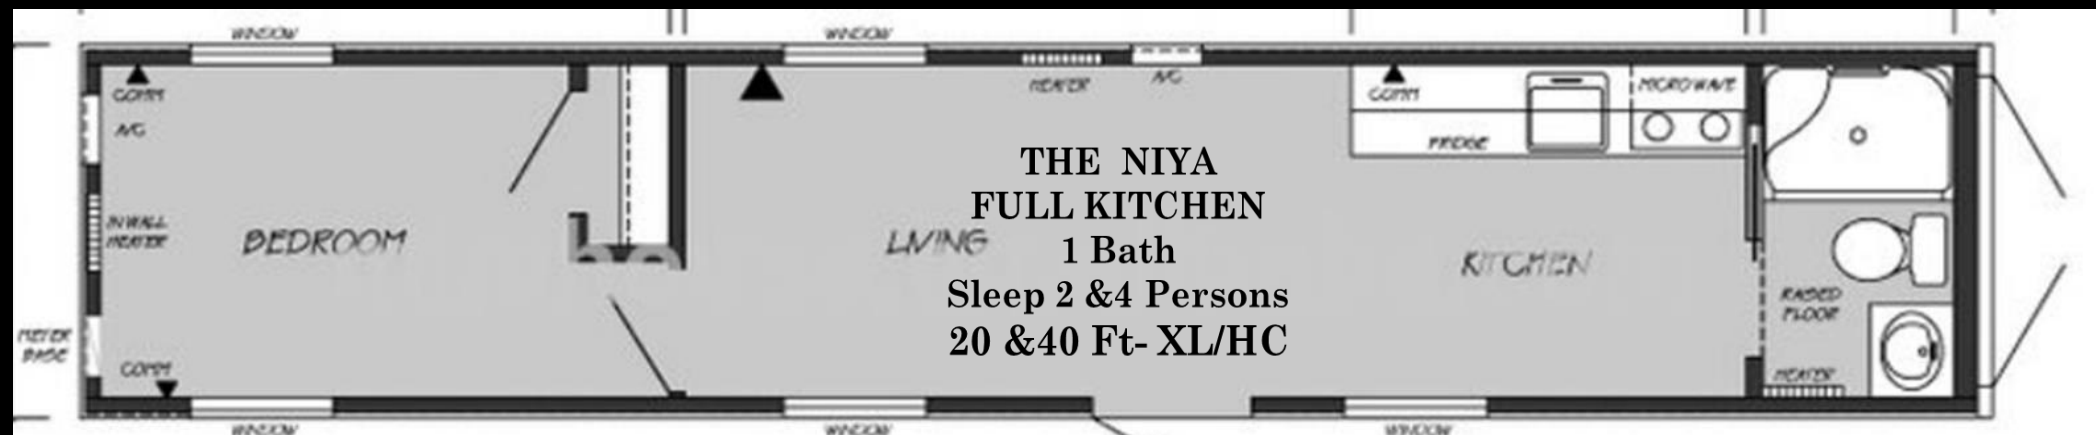 WINDOW
WINDOW
COMM
A/C
HEATER
A/C
COMM
MICROWAVE
FRIDGE
THE NIYA
FULL KITCHEN
1 Bath
Sleep 2 &4 Persons
20 &40 Ft- XL/HC
IN WALL
HEATER
BEDROOM
LIVING
KITCHEN
RAISED
FLOOR
METER
BASE
COMM
HEATER
WINDOW
WINDOW
WINDOW